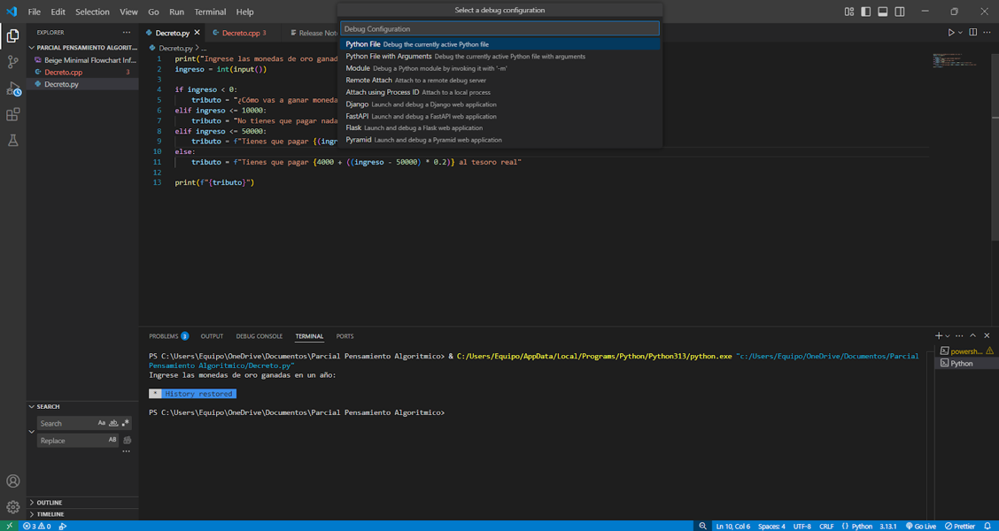 File Edit Selection View Go Run Terminal Help
Select a debug configuration
Debug Configuration
Python File Debug the currently active Python file
Python File with Arguments Debug the currently active Python file with arguments
Module Debug a Python module by invoking it with '-m'
Remote Attach Attach to a remote debug server
Attach using Process ID Attach to a local process
Django Launch and debug a Django web application
FastAPI Launch and debug a FastAPI web application
Flask Launch and debug a Flask web application
Pyramid Launch and debug a Pyramid web application
EXPLORER ...
PARCIAL PENSAMIENTO ALGORIT...
Beige Minimal Flowchart Inf...
Decreto.cpp 3
Decreto.py
Decreto.py
Decreto.cpp 3
Release Not
Decreto.py > ...
1 print("Ingrese las monedas de oro ganad
2 ingreso = int(input())
3
4 if ingreso < 0:
5 tributo = "¿Cómo vas a ganar moneda
6 elif ingreso <= 10000:
7 tributo = "No tienes que pagar nada
8 elif ingreso <= 50000:
9 tributo = f"Tienes que pagar {(ingr
10 else:
11 tributo = f"Tienes que pagar {4000 + ((ingreso - 50000) * 0.2)} al tesoro real"
12
13 print(f"{tributo}")
PROBLEMS 3 OUTPUT DEBUG CONSOLE TERMINAL PORTS
PS C:\Users\Equipo\OneDrive\Documentos\Parcial Pensamiento Algoritmico> & C:/Users/Equipo/AppData/Local/Programs/Python/Python313/python.exe "c:/Users/Equipo/OneDrive/Documentos/Parcial
Pensamiento Algoritmico/Decreto.py"
Ingrese las monedas de oro ganadas en un año:
* History restored
PS C:\Users\Equipo\OneDrive\Documentos\Parcial Pensamiento Algoritmico>
powersh...
Python
SEARCH
Search Aa ab .*
Replace AB
...
OUTLINE
TIMELINE
3 0
Ln 10, Col 6 Spaces: 4 UTF-8 CRLF {} Python 3.13.1 Go Live Prettier